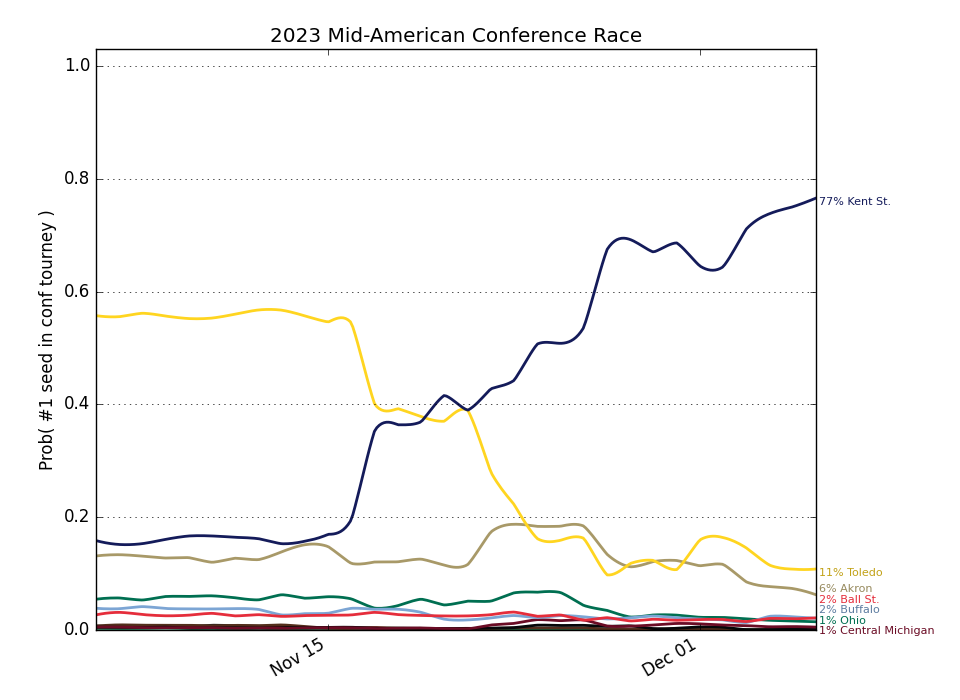 2023 Mid-American Conference Race
Prob( #1 seed in conf tourney )
1.0
0.8
0.6
0.4
0.2
0.0
Nov 15
Dec 01
77% Kent St.
11% Toledo
6% Akron
2% Ball St.
2% Buffalo
1% Ohio
1% Central Michigan